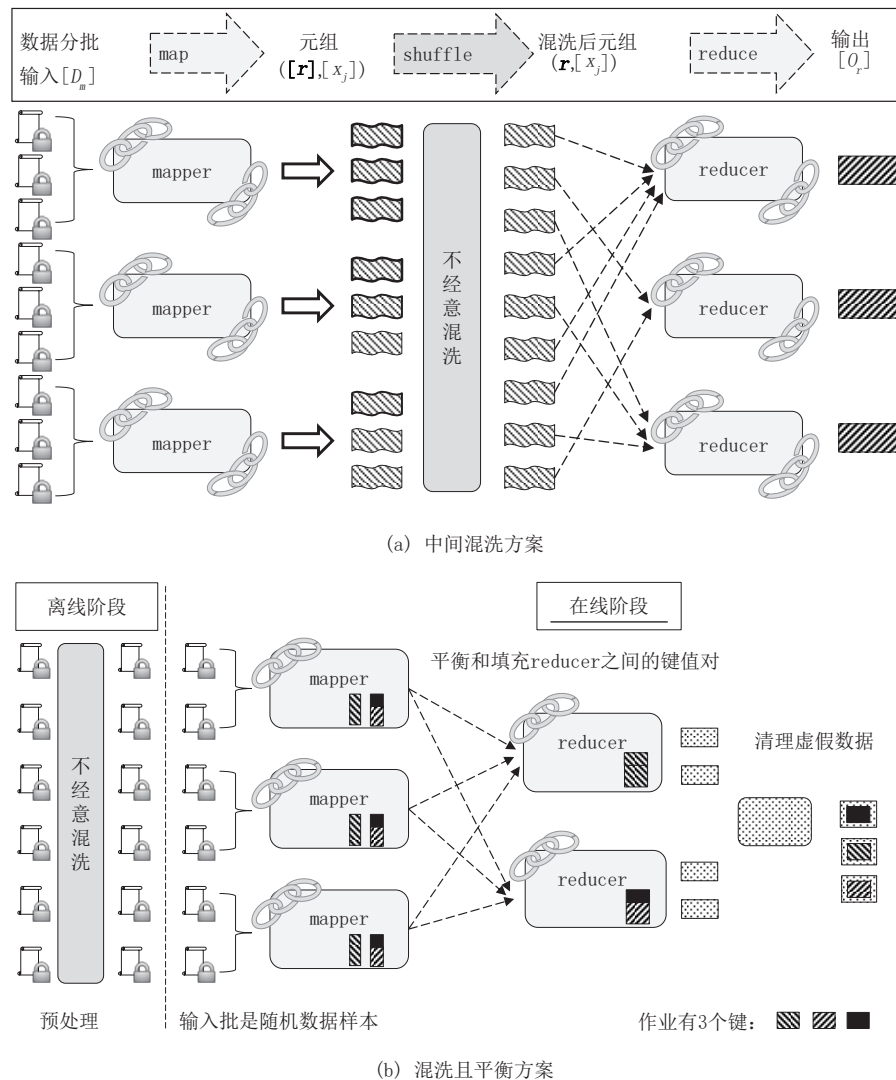 数据分批
输入[D_m]
map
元组
([r],[x_j])
shuffle
混洗后元组
(r,[x_j])
reduce
输出
[O_r]
mapper
mapper
mapper
不经意混洗
reducer
reducer
reducer
(a) 中间混洗方案
离线阶段
在线阶段
不经意混洗
mapper
mapper
mapper
平衡和填充reducer之间的键值对
reducer
reducer
清理虚假数据
预处理
输入批是随机数据样本
作业有3个键:
(b) 混洗且平衡方案